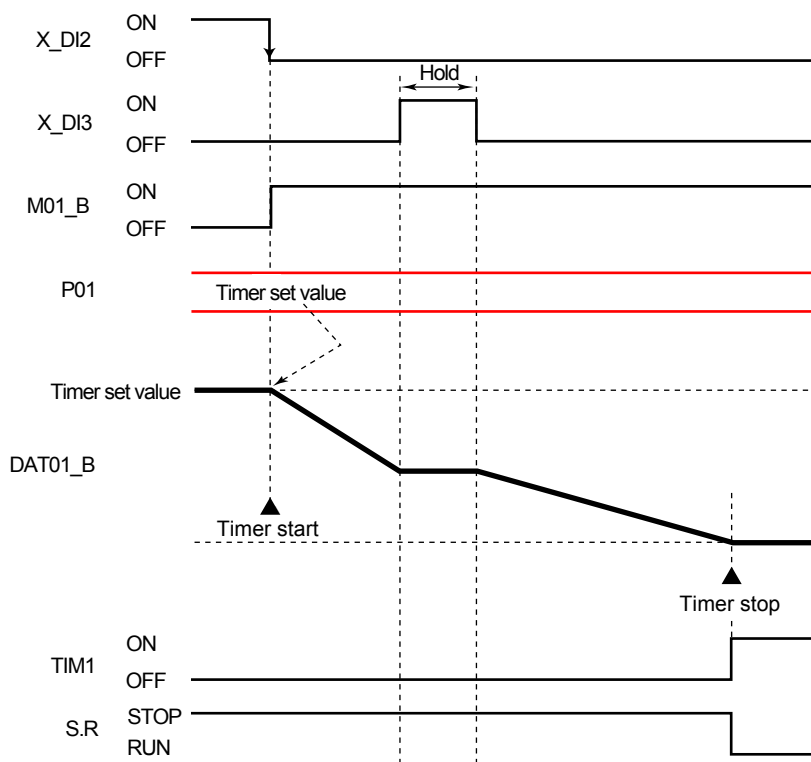 X_DI2
ON
OFF
Hold
X_DI3
ON
OFF
M01_B
ON
OFF
P01
Timer set value
Timer set value
DAT01_B
Timer start
Timer stop
TIM1
ON
OFF
S.R
STOP
RUN